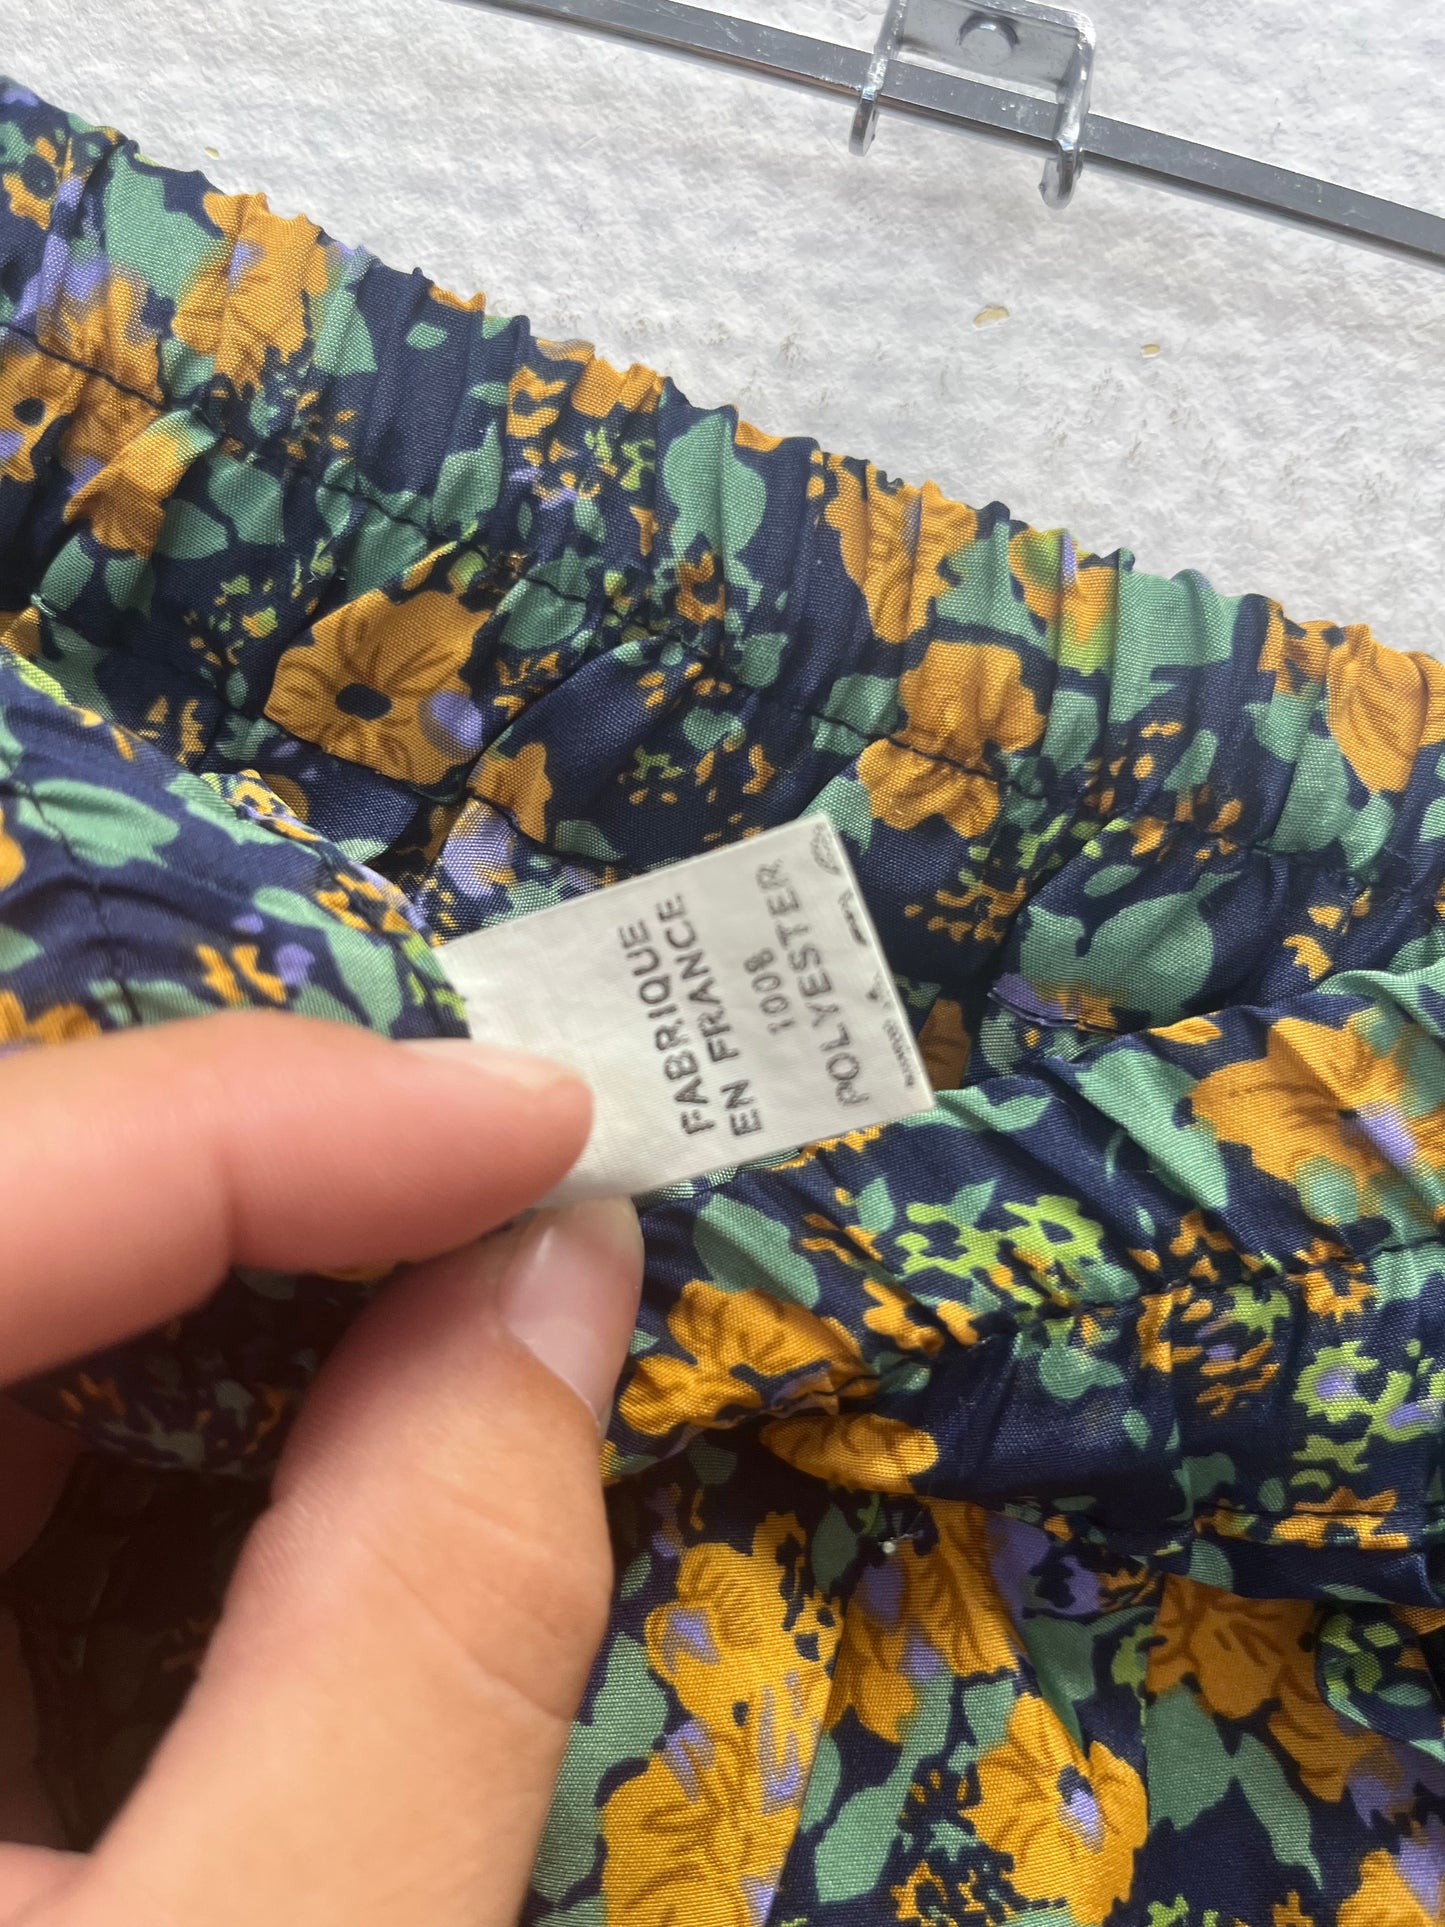 FABRIQUE
EN FRANCE
100%
POLYESTER